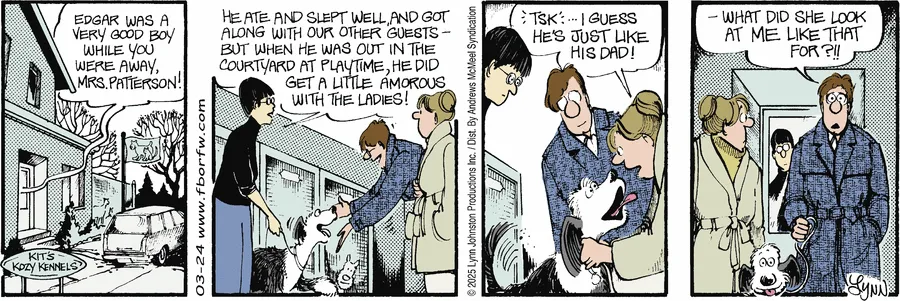 EDGAR WAS A
VERY GOOD BOY
WHILE YOU
WERE AWAY,
MRS. PATTERSON!
KIT'S
KOZY KENNELS
03-24 www.fborfw.com
HE ATE AND SLEPT WELL, AND GOT
ALONG WITH OUR OTHER GUESTS –
BUT WHEN HE WAS OUT IN THE
COURTYARD AT PLAYTIME, HE DID
GET A LITTLE AMOROUS
WITH THE LADIES!
© 2025 Lynn Johnston Productions Inc. / Dist. By Andrews McMeel Syndication
TSK ... I GUESS
HE'S JUST LIKE
HIS DAD!
– WHAT DID SHE LOOK
AT ME LIKE THAT
FOR?!!
LYNN